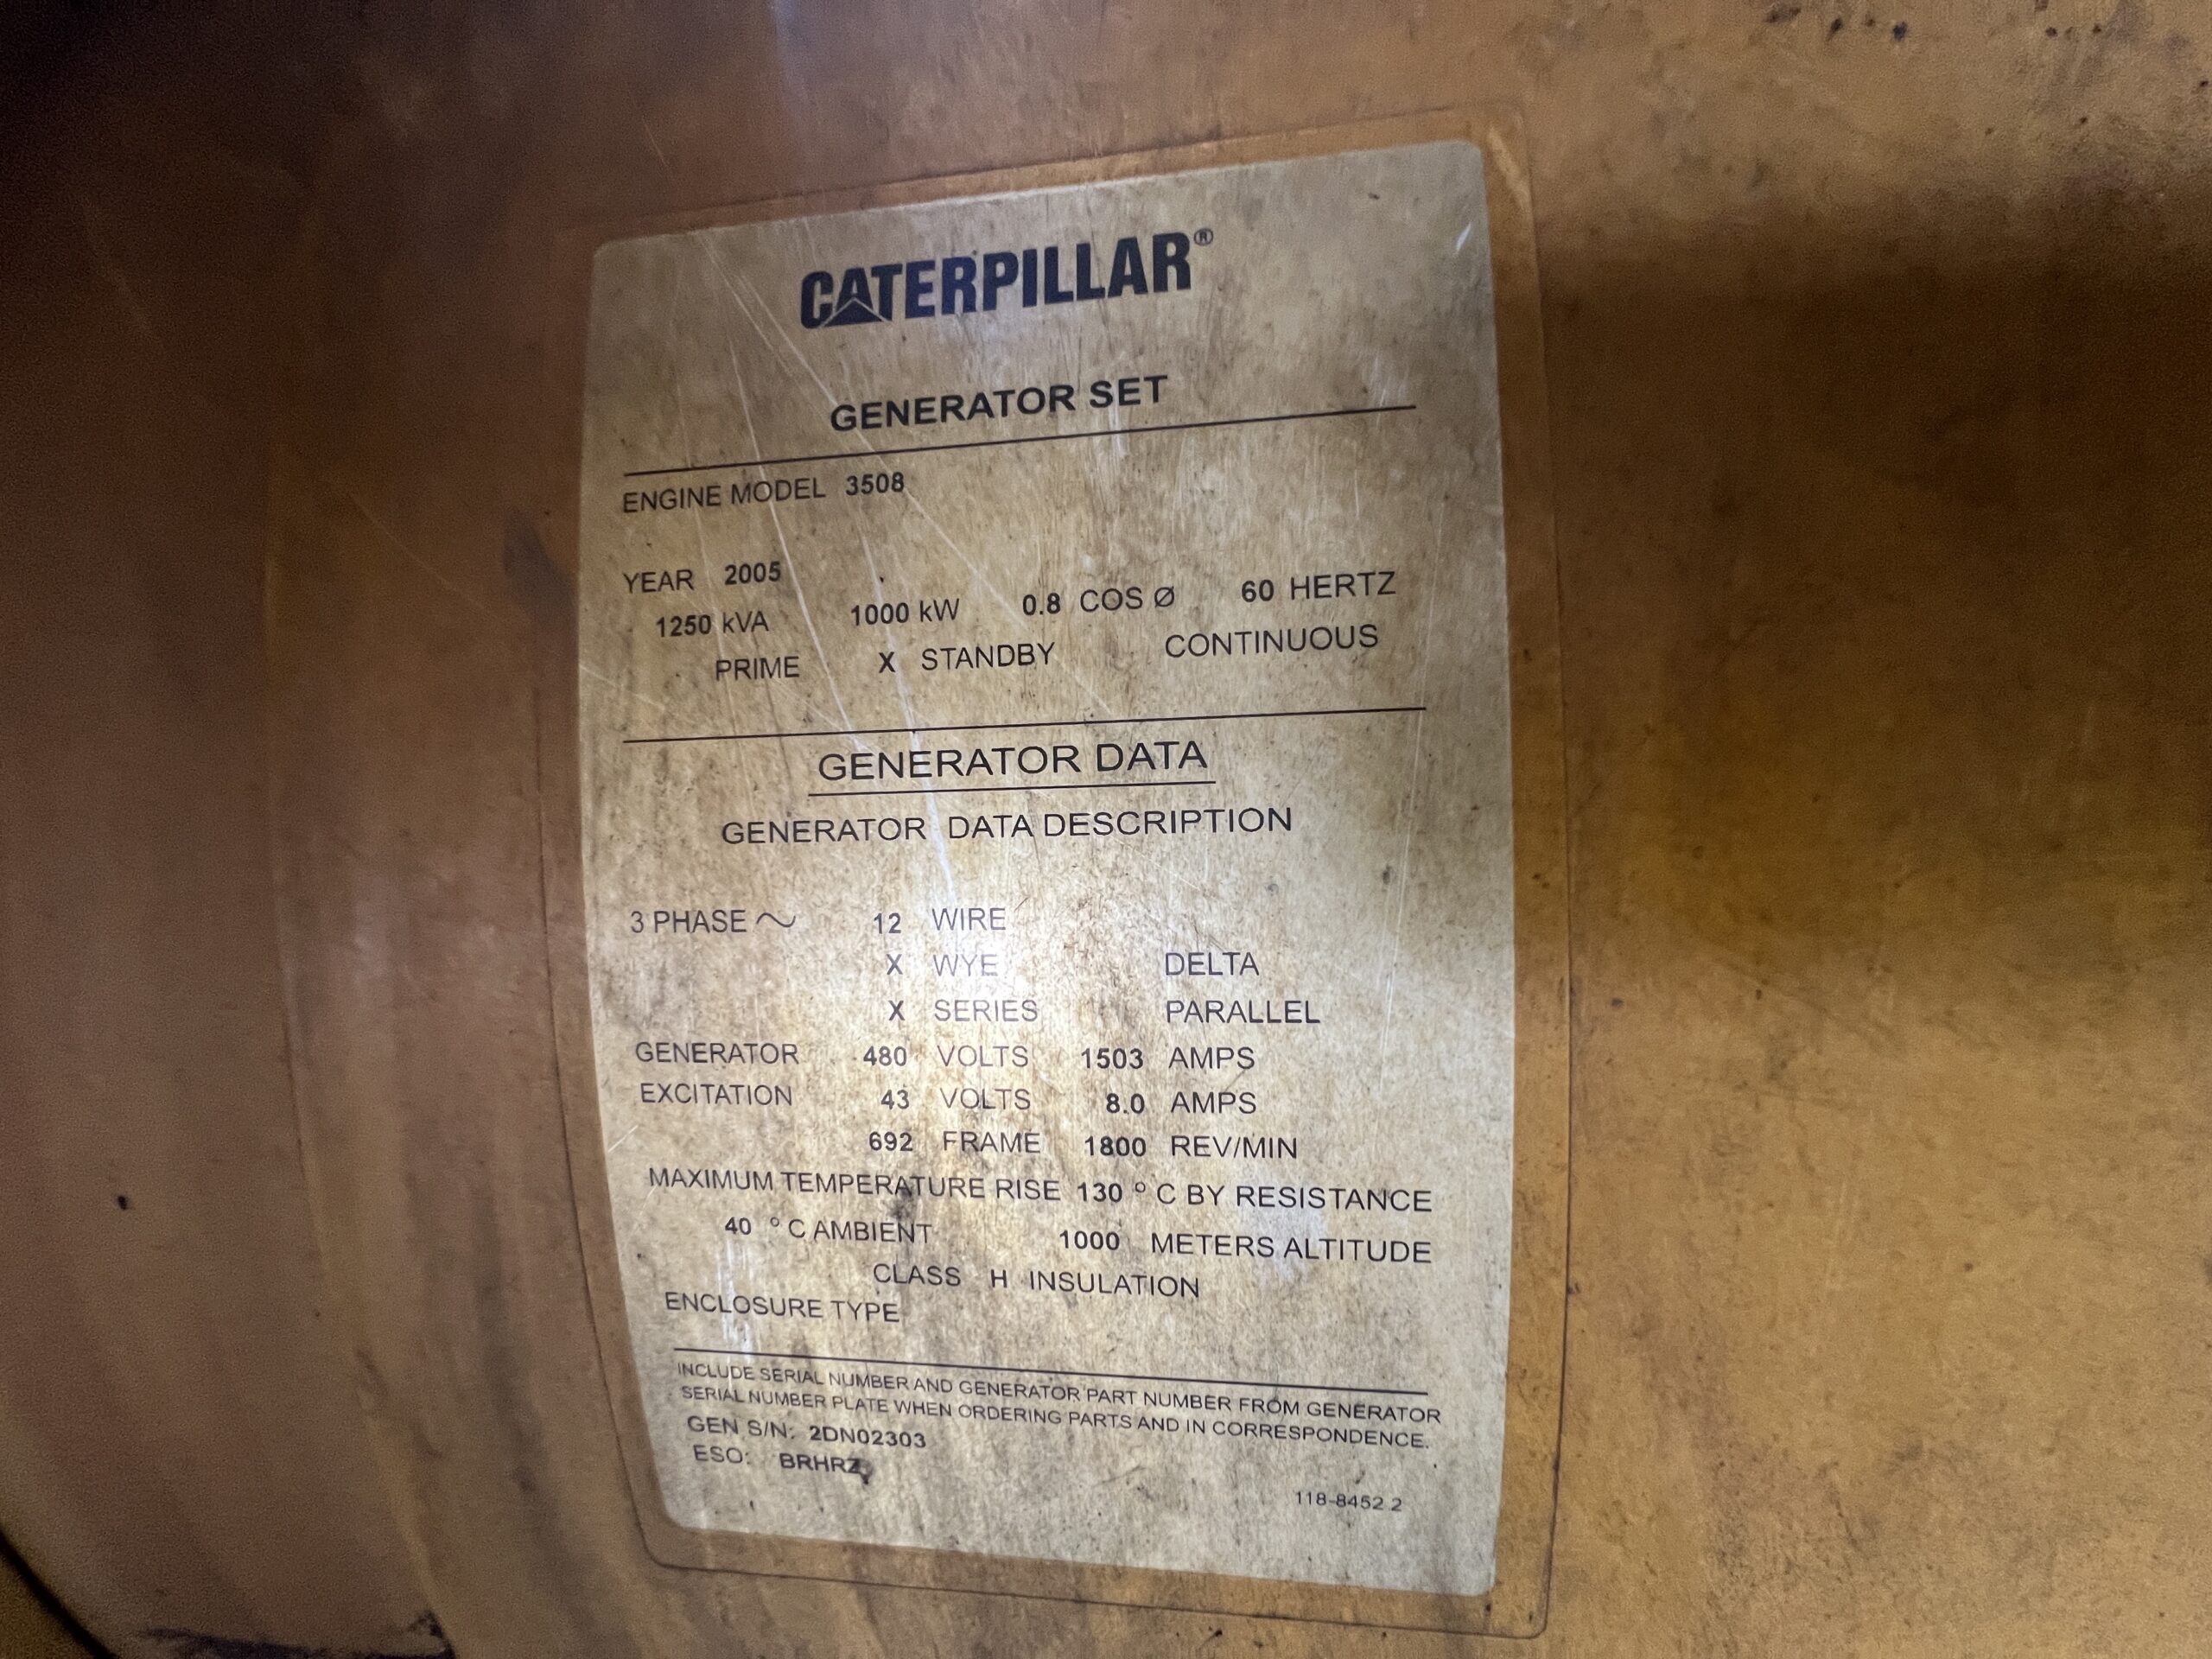 CATERPILLAR®
GENERATOR SET
ENGINE MODEL 3508
YEAR 2005
1250 kVA 1000 kW 0.8 COS Ø 60 HERTZ
PRIME X STANDBY CONTINUOUS
GENERATOR DATA
GENERATOR DATA DESCRIPTION
3 PHASE ~ 12 WIRE
X WYE DELTA
X SERIES PARALLEL
GENERATOR 480 VOLTS 1503 AMPS
EXCITATION 43 VOLTS 8.0 AMPS
692 FRAME 1800 REV/MIN
MAXIMUM TEMPERATURE RISE 130 ° C BY RESISTANCE
40 ° C AMBIENT 1000 METERS ALTITUDE
CLASS H INSULATION
ENCLOSURE TYPE
INCLUDE SERIAL NUMBER AND GENERATOR PART NUMBER FROM GENERATOR
SERIAL NUMBER PLATE WHEN ORDERING PARTS AND IN CORRESPONDENCE.
GEN S/N: 2DN02303
ESO: BRHRZ
118-8452 2